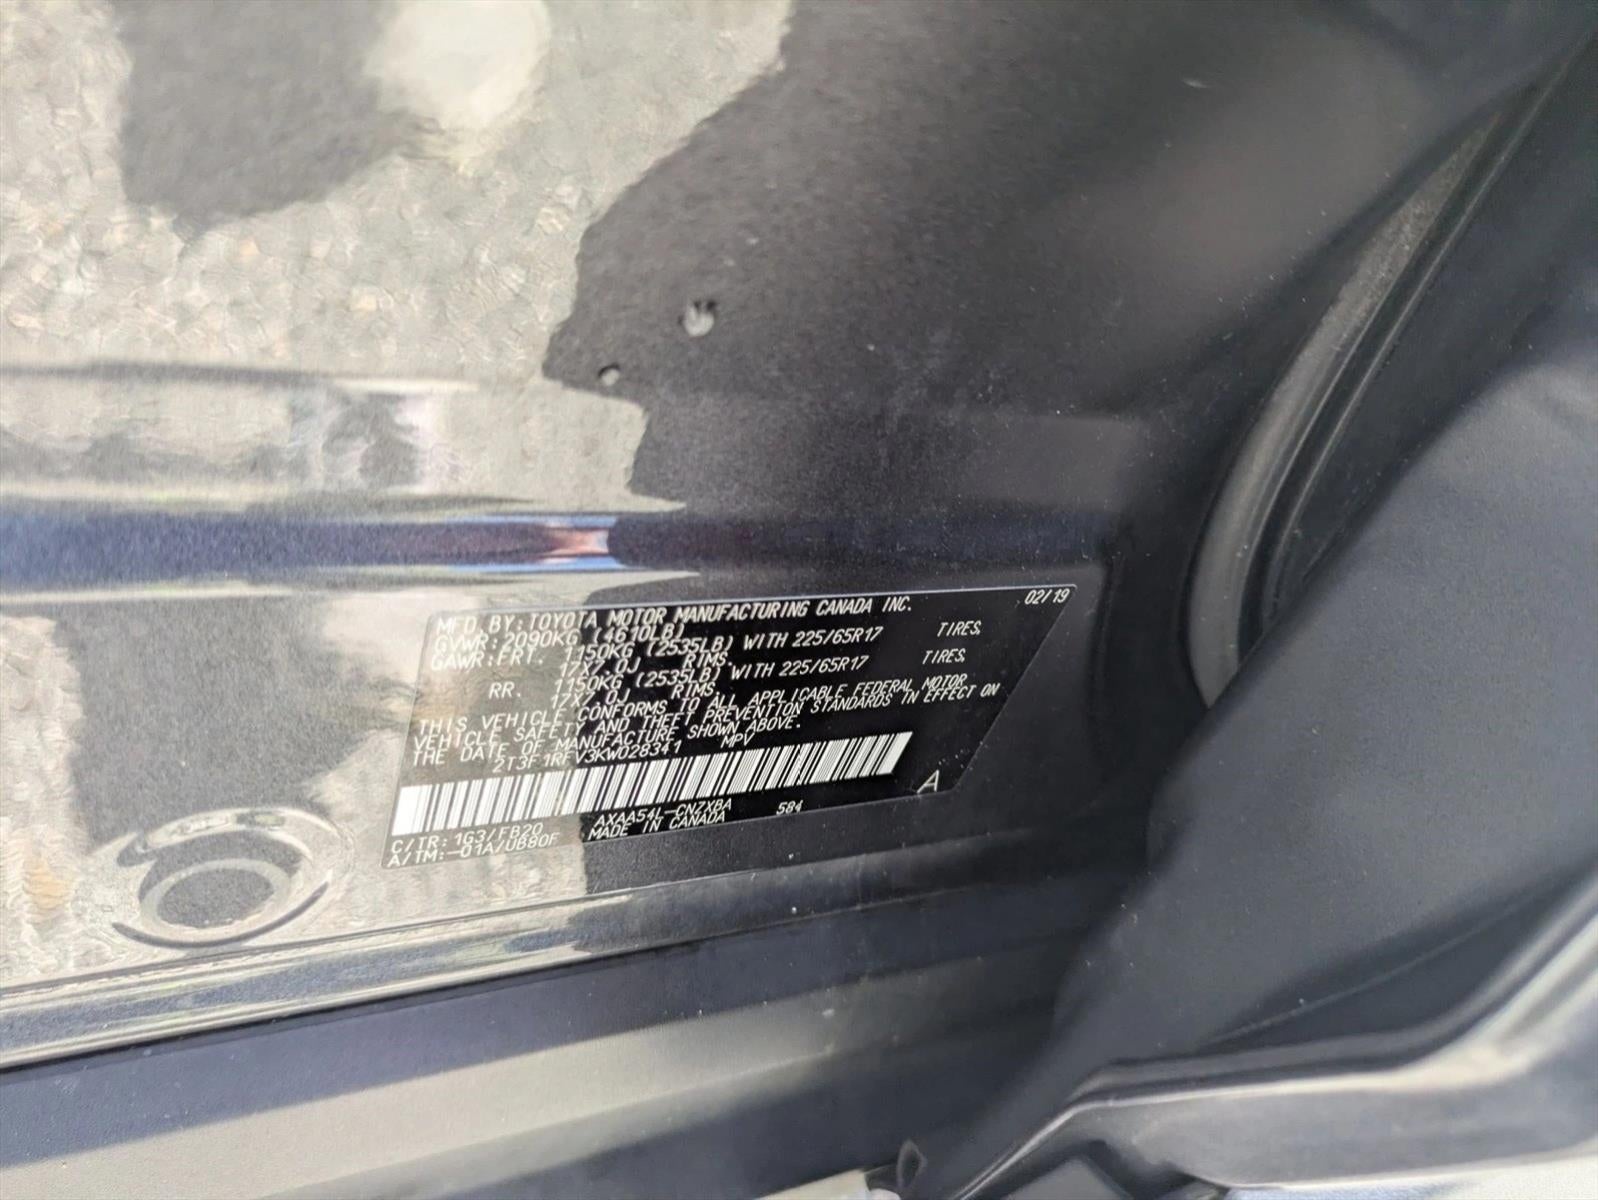 MFD. BY: TOYOTA MOTOR MANUFACTURING CANADA INC. 02/19
GVWR: 2090KG (4610LB)
GAWR: FRT. 1150KG (2535LB) WITH 225/65R17 TIRES,
17X7.0J RIMS.
RR. 1150KG (2535LB) WITH 225/65R17 TIRES,
17X7.0J RIMS.
THIS VEHICLE CONFORMS TO ALL APPLICABLE FEDERAL MOTOR
VEHICLE SAFETY AND THEFT PREVENTION STANDARDS IN EFFECT ON
THE DATE OF MANUFACTURE SHOWN ABOVE.
2T3F1RFV3KW028341 MPV
A
C/TR: 1G3/FB20 AXAA54L-CNZXBA 584
A/TM:-01A/UB80F MADE IN CANADA